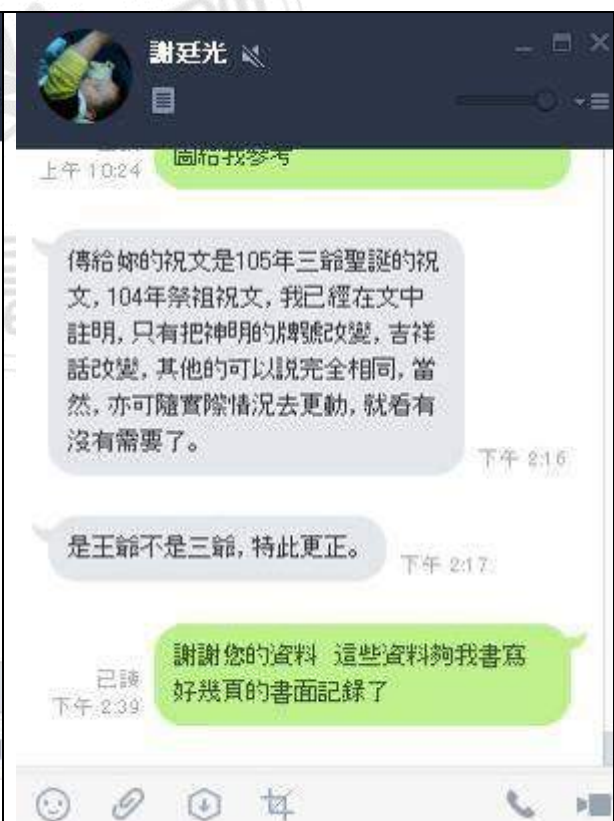 謝廷光
上午 10:24
圖給我參考
傳給妳的祝文是105年三爺聖誕的祝
文,104年祭祖祝文,我已經在文中
註明,只有把神明的牌號改變,吉祥
話改變,其他的可以說完全相同,當
然,亦可隨實際情況去更動,就看有
沒有需要了。
下午 2:16
是王爺不是三爺,特此更正。
下午 2:17
謝謝您的資料 這些資料夠我書寫
好幾頁的書面記錄了
已讀
下午 2:39